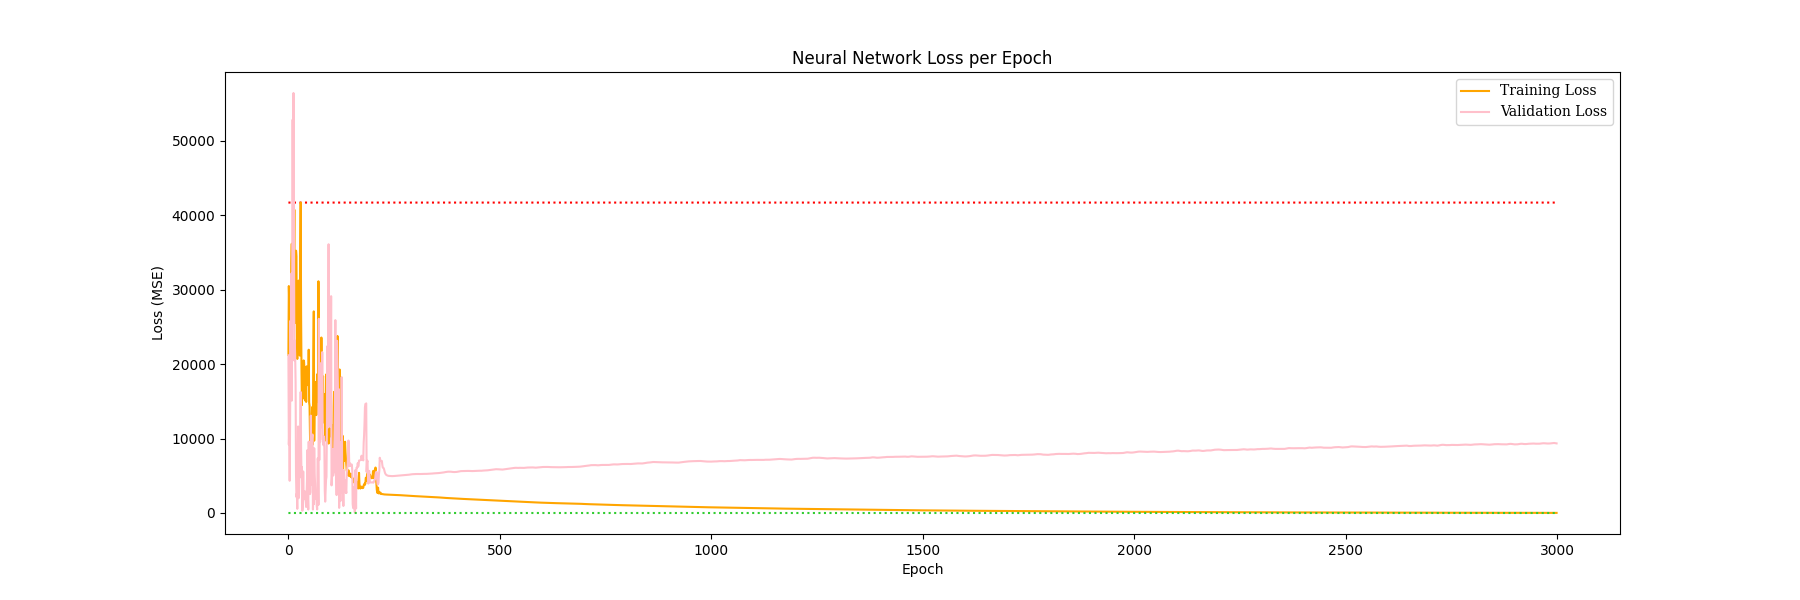 Neural Network Loss per Epoch
Training Loss
Validation Loss
50000
40000
30000
20000
10000
0
Loss (MSE)
0 500 1000 1500 2000 2500 3000
Epoch